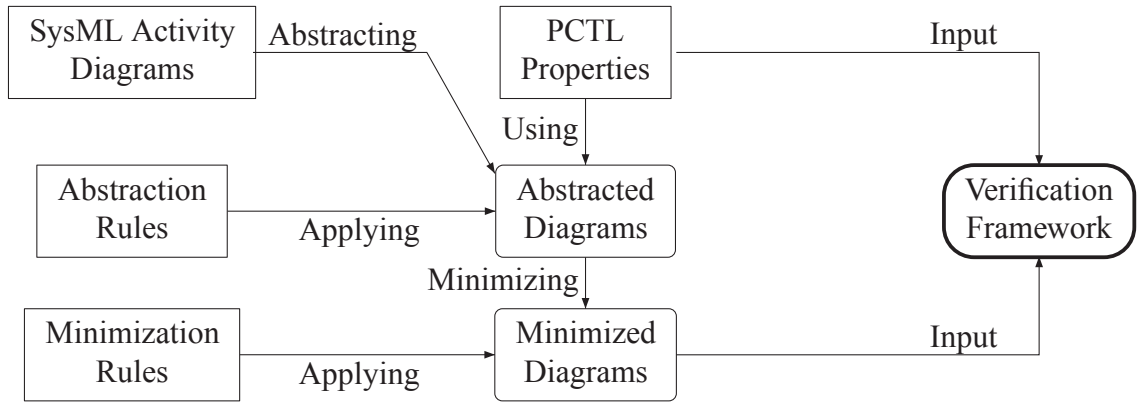 SysML Activity
Diagrams
Abstracting
PCTL
Properties
Input
Using
Abstraction
Rules
Applying
Abstracted
Diagrams
Verification
Framework
Minimizing
Minimization
Rules
Applying
Minimized
Diagrams
Input